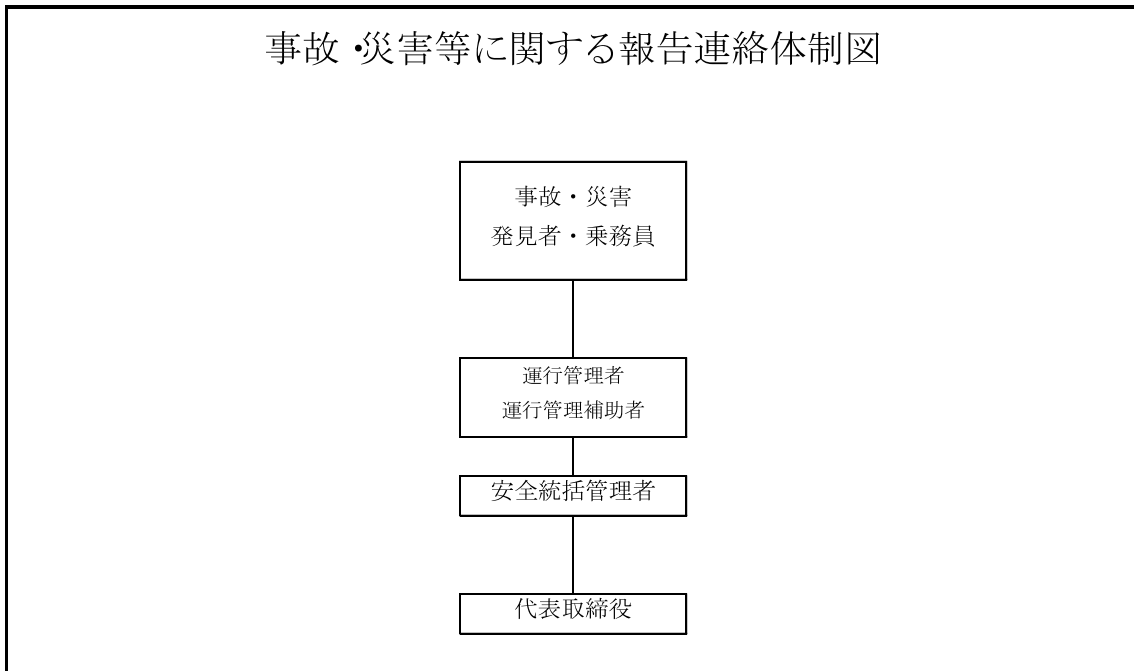 事故・災害等に関する報告連絡体制図
事故・災害
発見者・乗務員
運行管理者
運行管理補助者
安全統括管理者
代表取締役